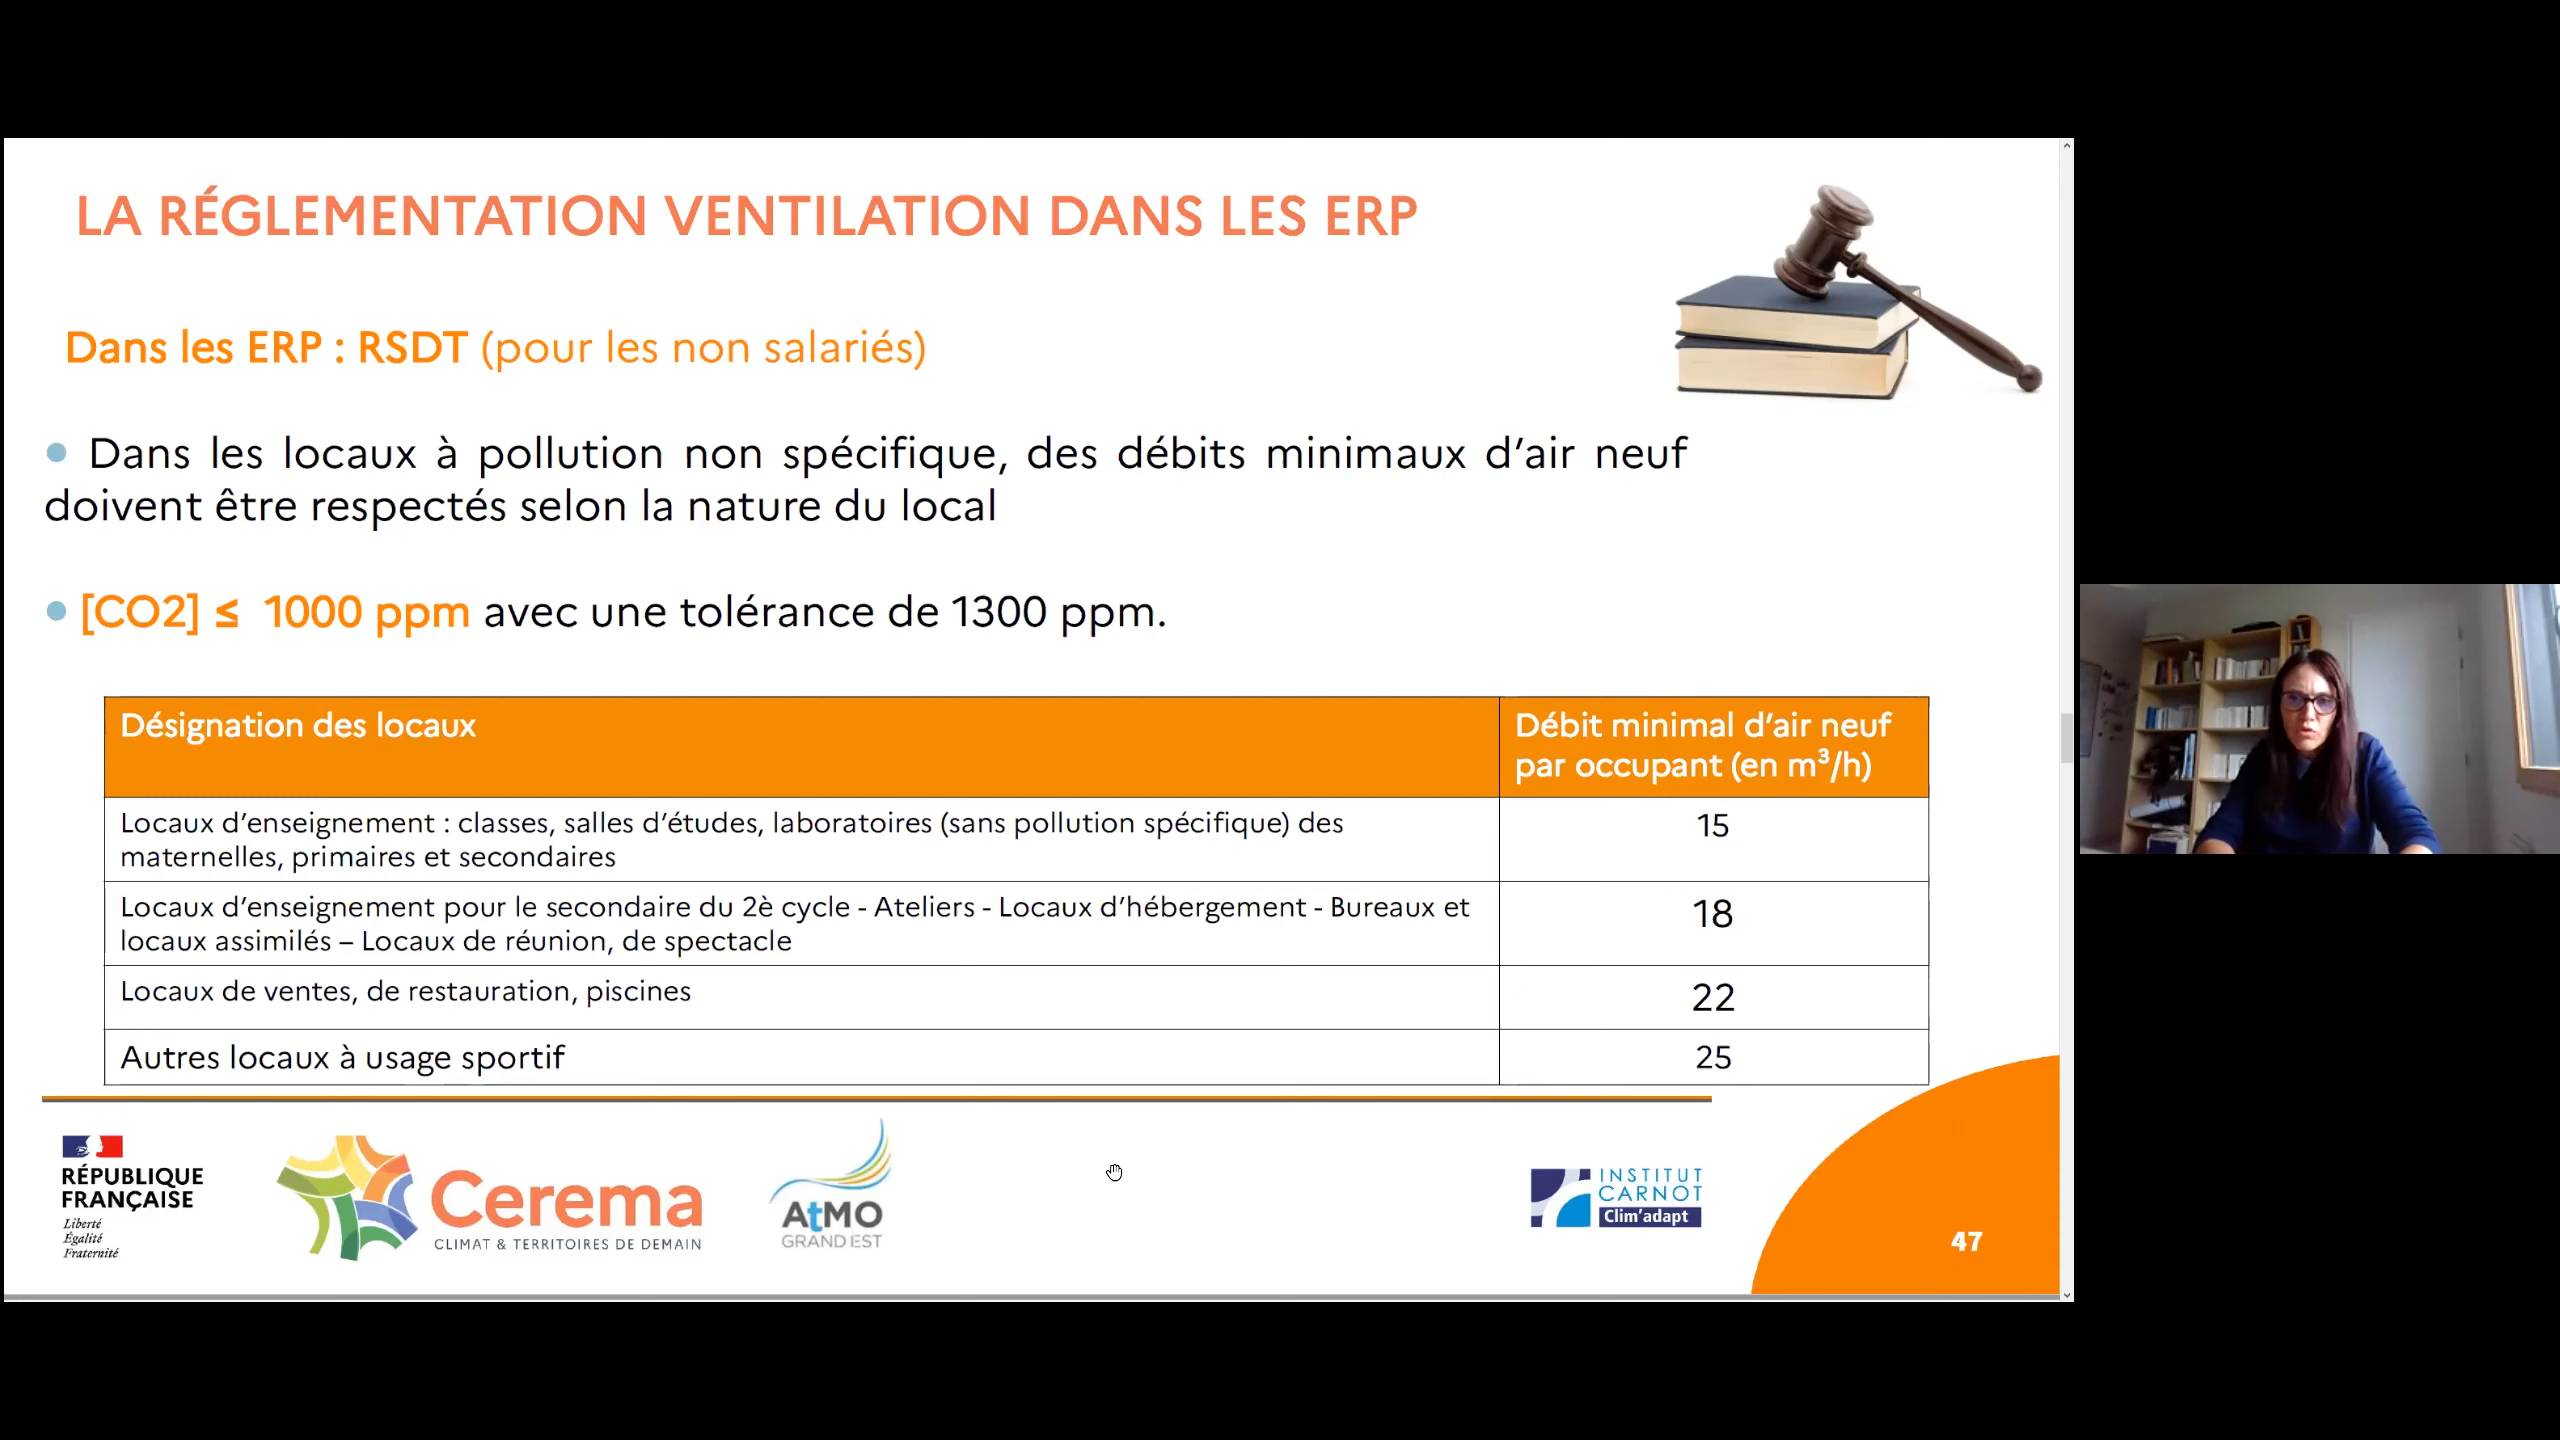 LA RÉGLEMENTATION VENTILATION DANS LES ERP
Dans les ERP : RSDT (pour les non salariés)
• Dans les locaux à pollution non spécifique, des débits minimaux d’air neuf
doivent être respectés selon la nature du local
• [CO2] ≤ 1000 ppm avec une tolérance de 1300 ppm.
Désignation des locaux
Débit minimal d’air neuf
par occupant (en m³/h)
Locaux d’enseignement : classes, salles d’études, laboratoires (sans pollution spécifique) des
maternelles, primaires et secondaires
15
Locaux d’enseignement pour le secondaire du 2è cycle - Ateliers - Locaux d’hébergement - Bureaux et
locaux assimilés – Locaux de réunion, de spectacle
18
Locaux de ventes, de restauration, piscines
22
Autres locaux à usage sportif
25
RÉPUBLIQUE
FRANÇAISE
Liberté
Égalité
Fraternité
Cerema
CLIMAT & TERRITOIRES DE DEMAIN
AtMO
GRAND EST
INSTITUT
CARNOT
Clim'adapt
47